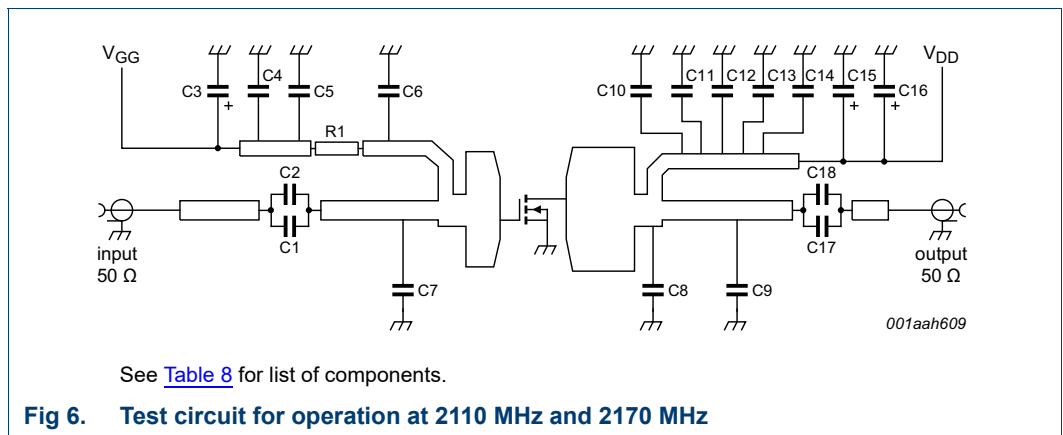 VGG
C3
+
C4
C5
R1
C6
C10
C11
C12
C13
C14
C15
+
C16
+
VDD
C2
C1
C18
C17
input
50 Ω
C7
C8
C9
output
50 Ω
001aah609
See Table 8 for list of components.
Fig 6. Test circuit for operation at 2110 MHz and 2170 MHz